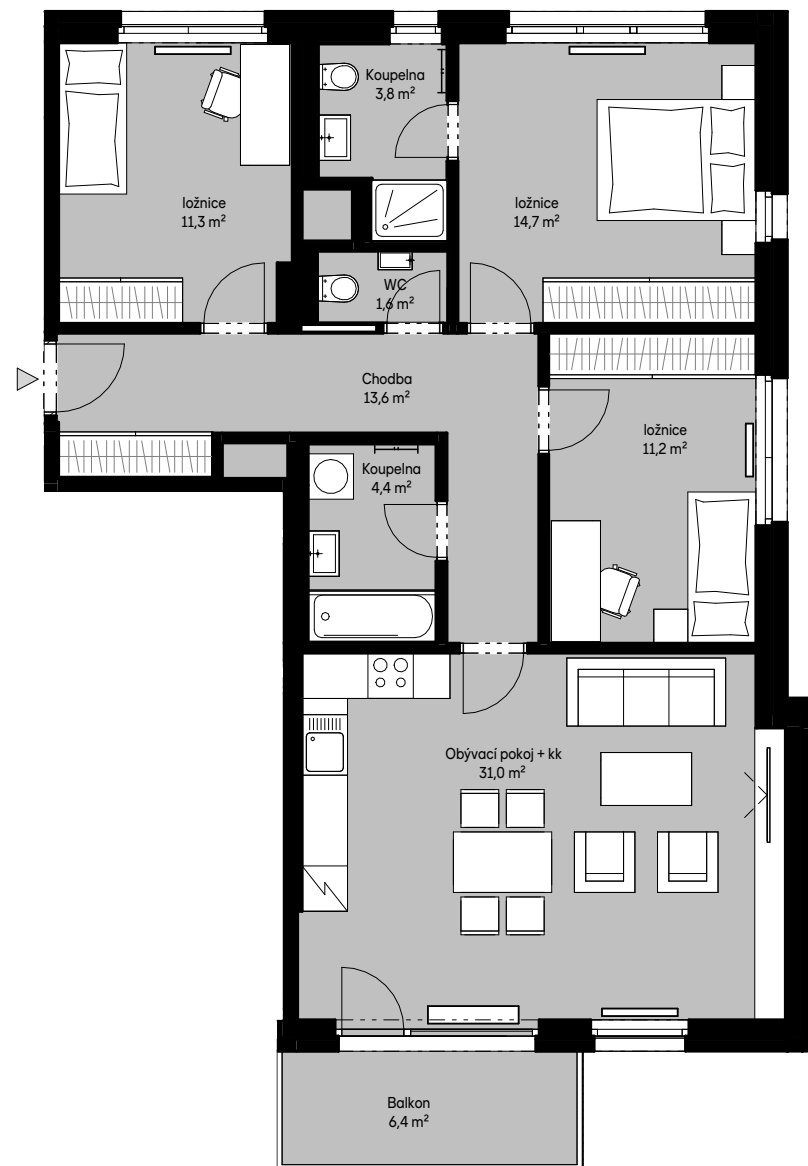 Koupelna
3,8 m²
ložnice
11,3 m²
ložnice
14,7 m²
WC
1,6 m²
Chodba
13,6 m²
ložnice
11,2 m²
Koupelna
4,4 m²
Obývací pokoj + kk
31,0 m²
Balkon
6,4 m²